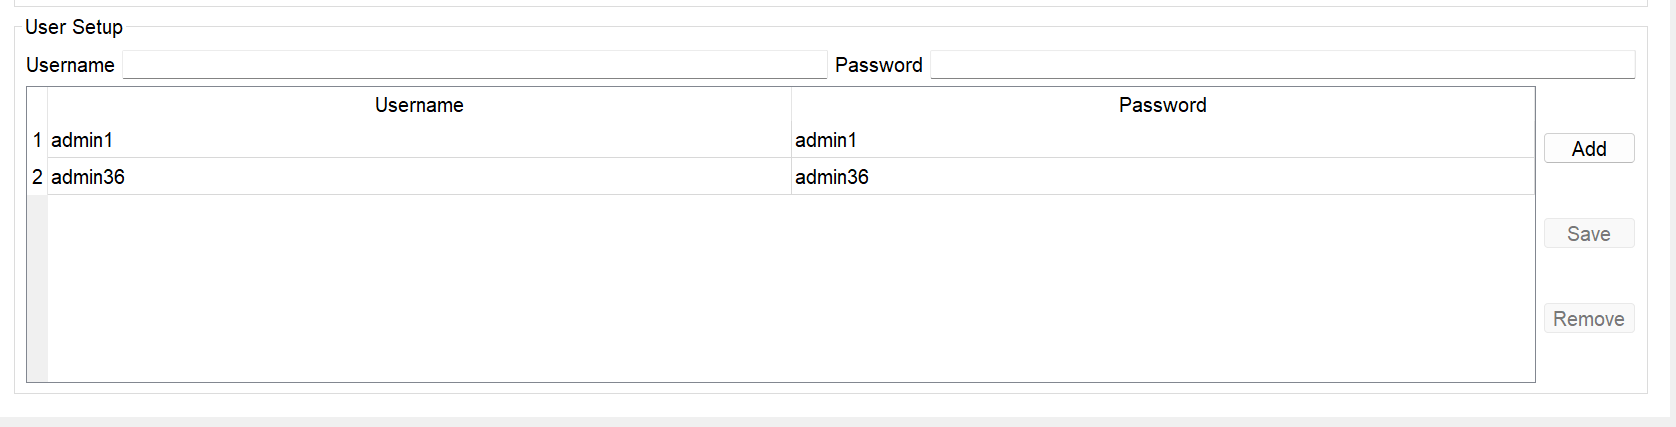 User Setup
Username Password
Username Password
1 admin1 admin1
Add
2 admin36 admin36
Save
Remove